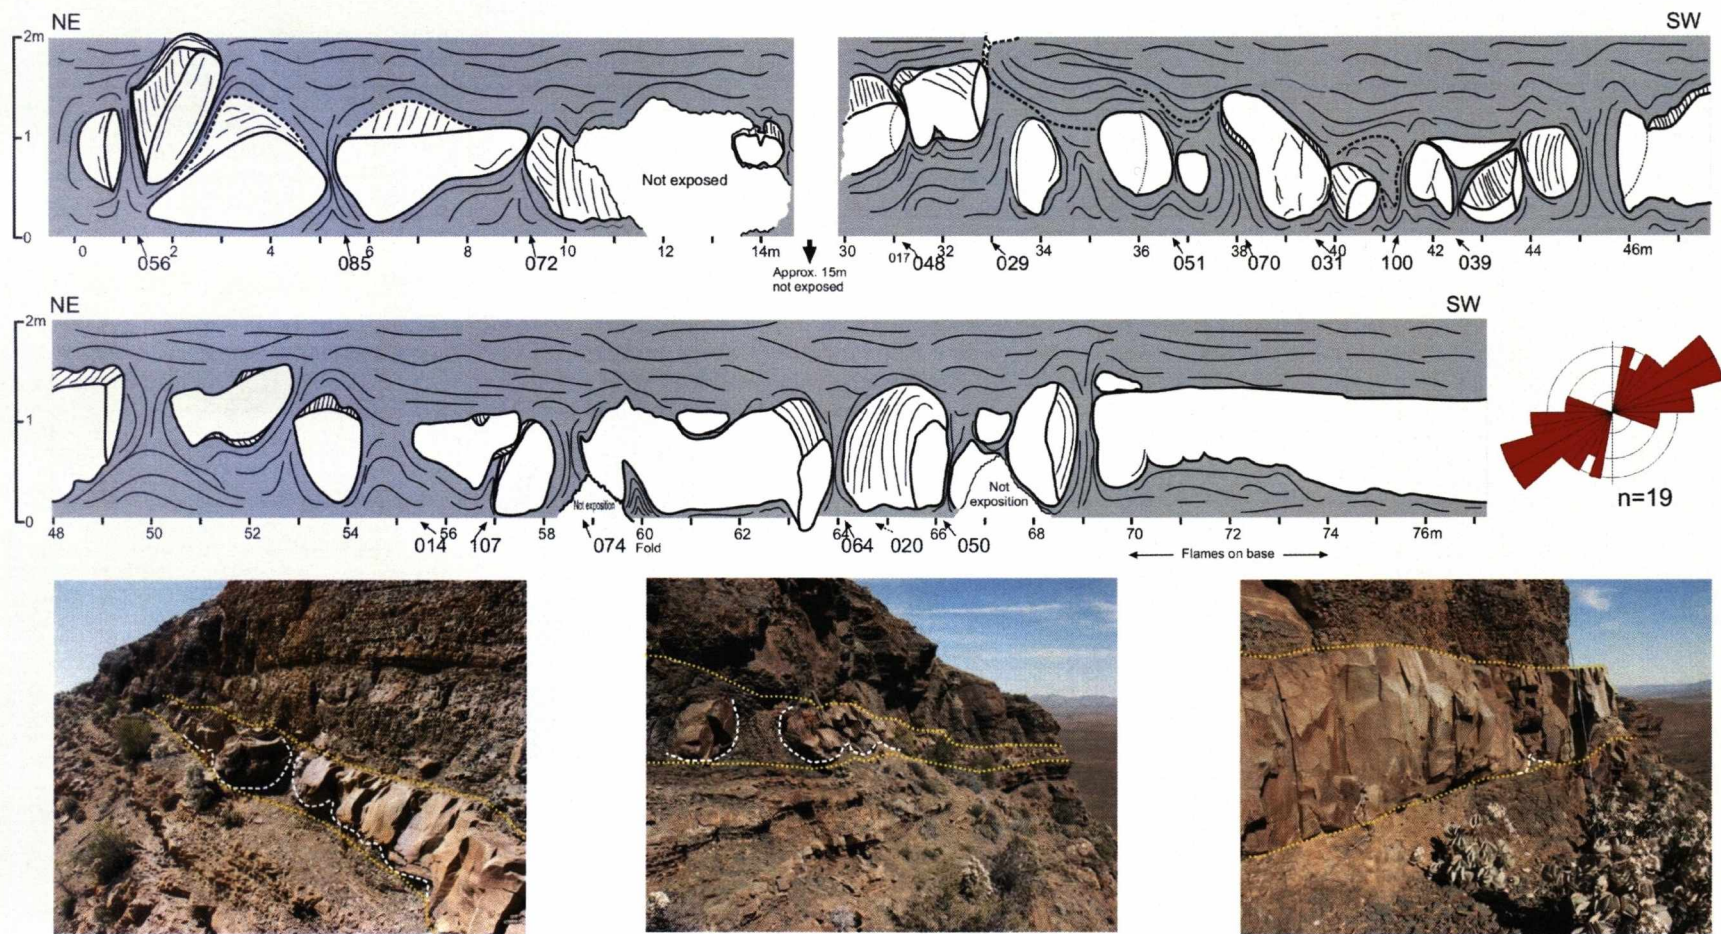 NE
SW
2m
1
0
Not exposed
0 2 4 6 8 10 12 14m
30 32 34 36 38 40 42 44 46m
056 085 072
017 048 029 051 070 031 100 039
Approx. 15m
not exposed
NE
SW
2m
1
0
Not exposition
Not
exposition
48 50 52 54 56 58 60 62 64 66 68 70 72 74 76m
014 107 074 064 020 050
Fold
Flames on base
n=19